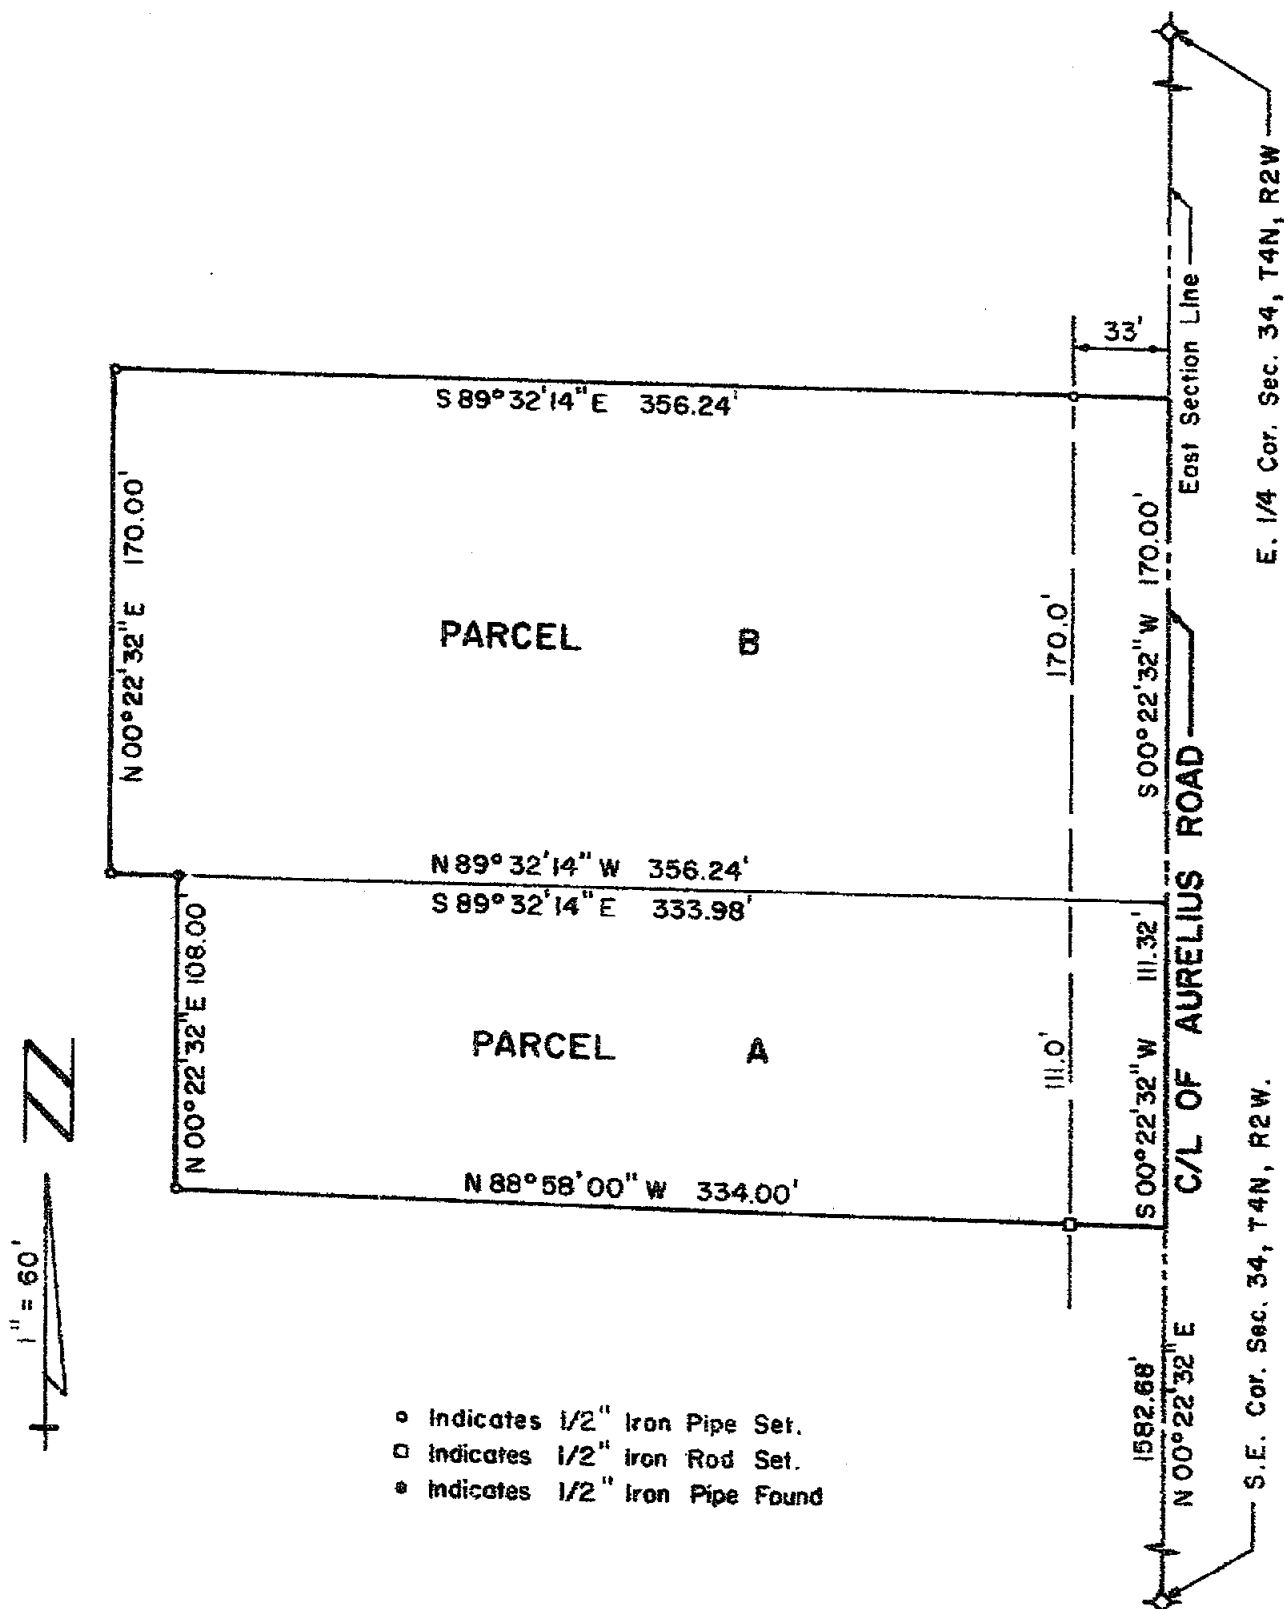 E. 1/4 Cor. Sec. 34, T4N, R2W
33'
East Section Line
S 89° 32' 14" E 356.24'
N 00° 22' 32" E 170.00'
PARCEL B
170.0'
S 00° 22' 32" W 170.00'
C/L OF AURELIUS ROAD
N 89° 32' 14" W 356.24'
S 89° 32' 14" E 333.98'
N 00° 22' 32" E 108.00'
PARCEL A
111.0'
S 00° 22' 32" W 111.32'
N 88° 58' 00" W 334.00'
N
1" = 60'
1582.68'
N 00° 22' 32" E
S.E. Cor. Sec. 34, T4N, R2W.
Indicates 1/2" Iron Pipe Set.
Indicates 1/2" Iron Rod Set.
Indicates 1/2" Iron Pipe Found